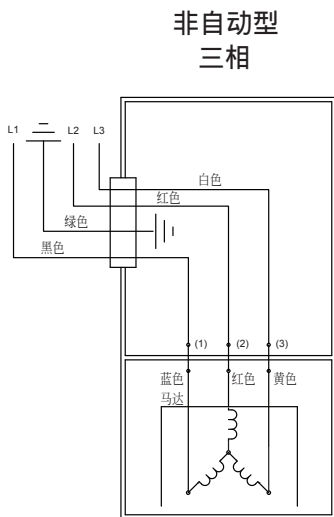 非自动型
三相
L1 L2 L3
白色
红色
绿色
黑色
(1) (2) (3)
蓝色 红色 黄色
马达